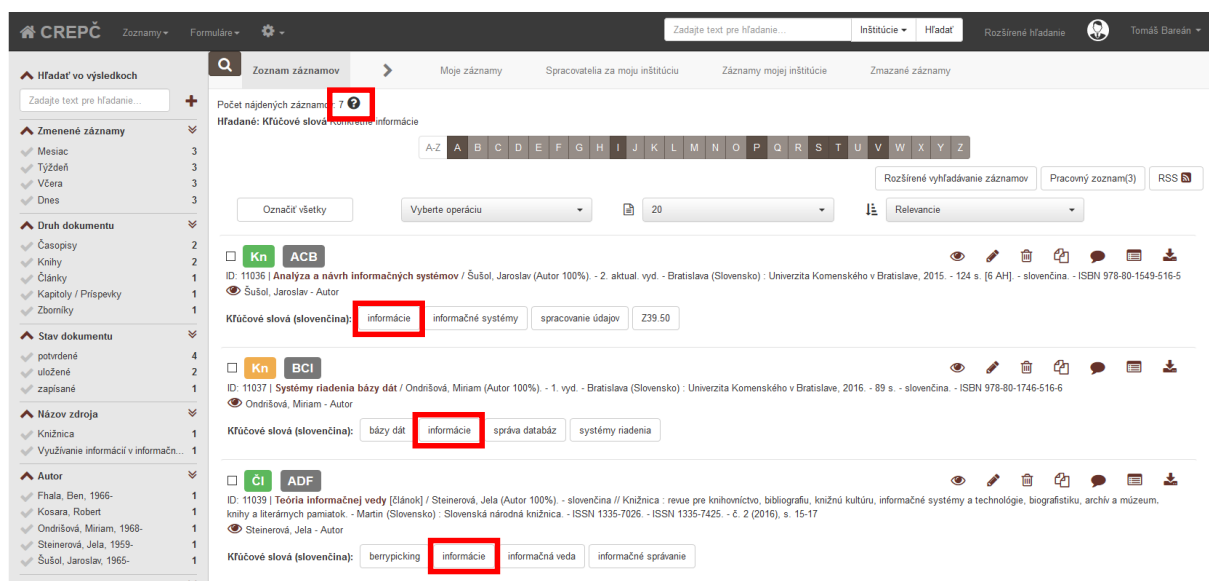 CREPČ Zoznamy Formuláre Zadajte text pre hľadanie... Inštitúcie Hľadať Rozšírené hľadanie Tomáš Bareán
Zoznam záznamov Moje záznamy Spracovatelia za moju inštitúciu Záznamy mojej inštitúcie Zmazané záznamy
Hľadať vo výsledkoch
Zadajte text pre hľadanie...
Zmenené záznamy
Mesiac 3
Týždeň 3
Včera 3
Dnes 3
Druh dokumentu
Časopisy 2
Knihy 2
Články 1
Kapitoly / Príspevky 1
Zborníky 1
Stav dokumentu
potvrdené 4
uložené 2
zapísané 1
Názov zdroja
Knižnica 1
Využívanie informácií v informačn... 1
Autor
Fhala, Ben, 1966- 1
Kosara, Robert 1
Ondrišová, Miriam, 1968- 1
Steinerová, Jela, 1959- 1
Šušol, Jaroslav, 1965- 1
Počet nájdených záznamov: 7
Hľadané: Kľúčové slová Konkrétne informácie
A-Z A B C D E F G H I J K L M N O P Q R S T U V W X Y Z
Rozšírené vyhľadávanie záznamov Pracovný zoznam(3) RSS
Označiť všetky Vyberte operáciu 20 Relevancie
Kn ACB
ID: 11036 | Analýza a návrh informačných systémov / Šušol, Jaroslav (Autor 100%). - 2. aktual. vyd. - Bratislava (Slovensko) : Univerzita Komenského v Bratislave, 2015. - 124 s. [6 AH]. - slovenčina. - ISBN 978-80-1549-516-5
Šušol, Jaroslav - Autor
Kľúčové slová (slovenčina): informácie informačné systémy spracovanie údajov Z39.50
Kn BCI
ID: 11037 | Systémy riadenia bázy dát / Ondrišová, Miriam (Autor 100%). - 1. vyd. - Bratislava (Slovensko) : Univerzita Komenského v Bratislave, 2016. - 89 s. - slovenčina. - ISBN 978-80-1746-516-6
Ondrišová, Miriam - Autor
Kľúčové slová (slovenčina): bázy dát informácie správa databáz systémy riadenia
Čl ADF
ID: 11039 | Teória informačnej vedy [článok] / Steinerová, Jela (Autor 100%). - slovenčina // Knižnica : revue pre knihovníctvo, bibliografiu, knižnú kultúru, informačné systémy a technológie, biografistiku, archív a múzeum.
knihy a literárnych pamiatok. - Martin (Slovensko) : Slovenská národná knižnica. - ISSN 1335-7026. - ISSN 1335-7425. - č. 2 (2016), s. 15-17
Steinerová, Jela - Autor
Kľúčové slová (slovenčina): berrypicking informácie informačná veda informačné správanie